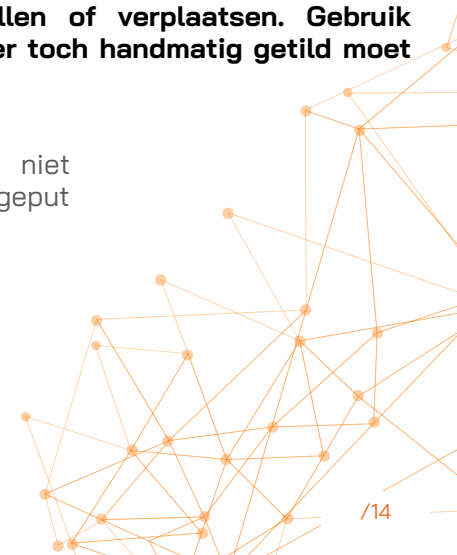 llen of verplaatsen. Gebruik
er toch handmatig getild moet
niet
geput
/14